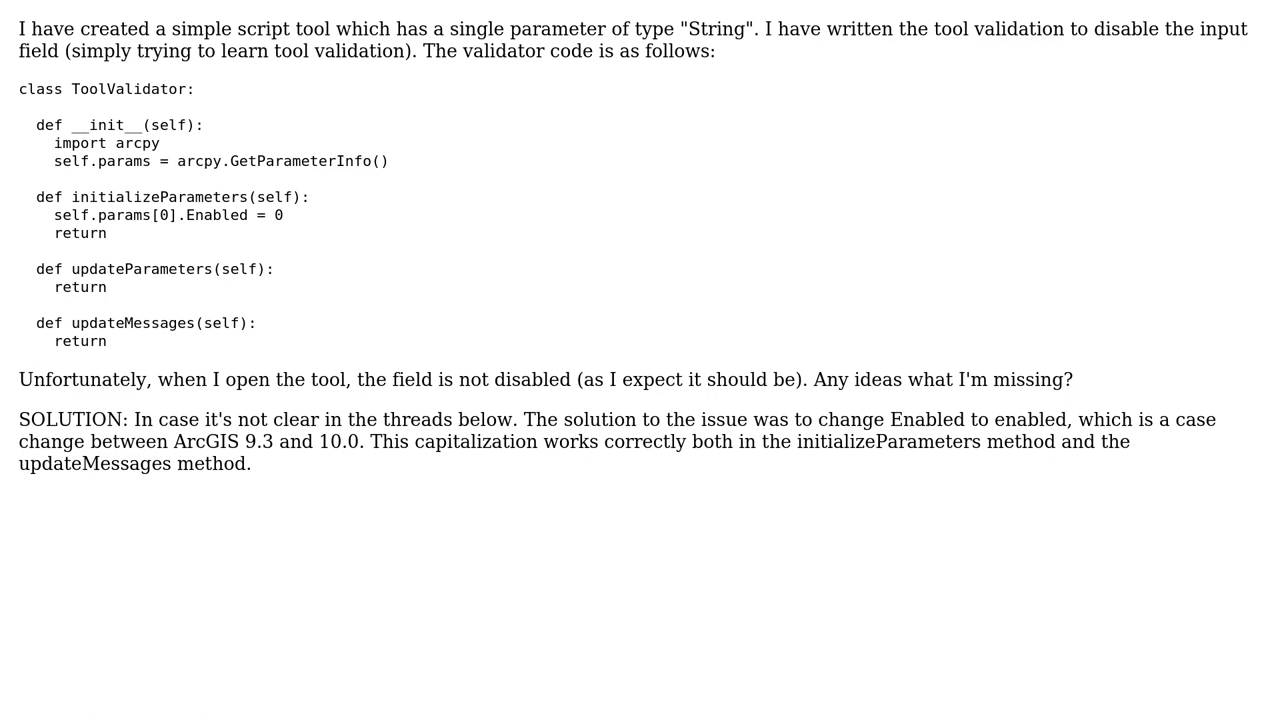 I have created a simple script tool which has a single parameter of type "String". I have written the tool validation to disable the input
field (simply trying to learn tool validation). The validator code is as follows:
class ToolValidator:
  def __init__(self):
    import arcpy
    self.params = arcpy.GetParameterInfo()
  def initializeParameters(self):
    self.params[0].Enabled = 0
    return
  def updateParameters(self):
    return
  def updateMessages(self):
    return
Unfortunately, when I open the tool, the field is not disabled (as I expect it should be). Any ideas what I'm missing?
SOLUTION: In case it's not clear in the threads below. The solution to the issue was to change Enabled to enabled, which is a case
change between ArcGIS 9.3 and 10.0. This capitalization works correctly both in the initializeParameters method and the
updateMessages method.